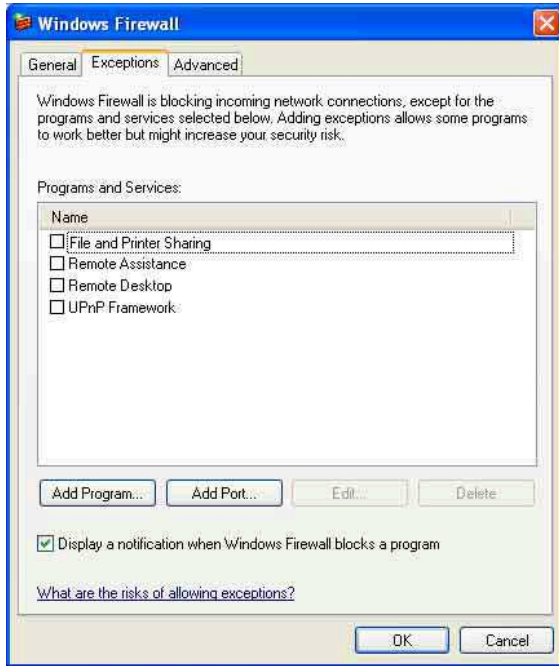 Windows Firewall
General Exceptions Advanced
Windows Firewall is blocking incoming network connections, except for the
programs and services selected below. Adding exceptions allows some programs
to work better but might increase your security risk.
Programs and Services:
Name
File and Printer Sharing
Remote Assistance
Remote Desktop
UPnP Framework
Add Program... Add Port... Edit... Delete
Display a notification when Windows Firewall blocks a program
What are the risks of allowing exceptions?
OK Cancel